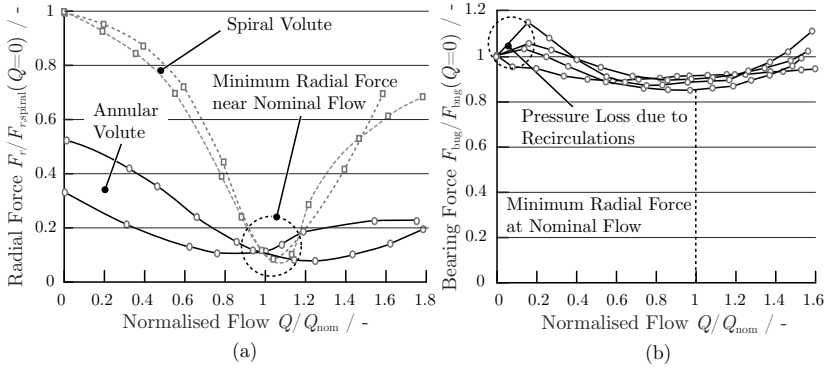 Radial Force F_r/F_{r,spiral}(Q=0) / -
1
0.8
0.6
0.4
0.2
0
Spiral Volute
Minimum Radial Force
near Nominal Flow
Annular
Volute
0 0.2 0.4 0.6 0.8 1 1.2 1.4 1.6 1.8
Normalised Flow Q/Q_nom / -
(a)
Bearing Force F_bng/F_bng(Q=0) / -
1.2
1
0.8
0.6
0.4
0.2
0
Pressure Loss due to
Recirculations
Minimum Radial Force
at Nominal Flow
0 0.2 0.4 0.6 0.8 1 1.2 1.4 1.6
Normalised Flow Q/Q_nom / -
(b)